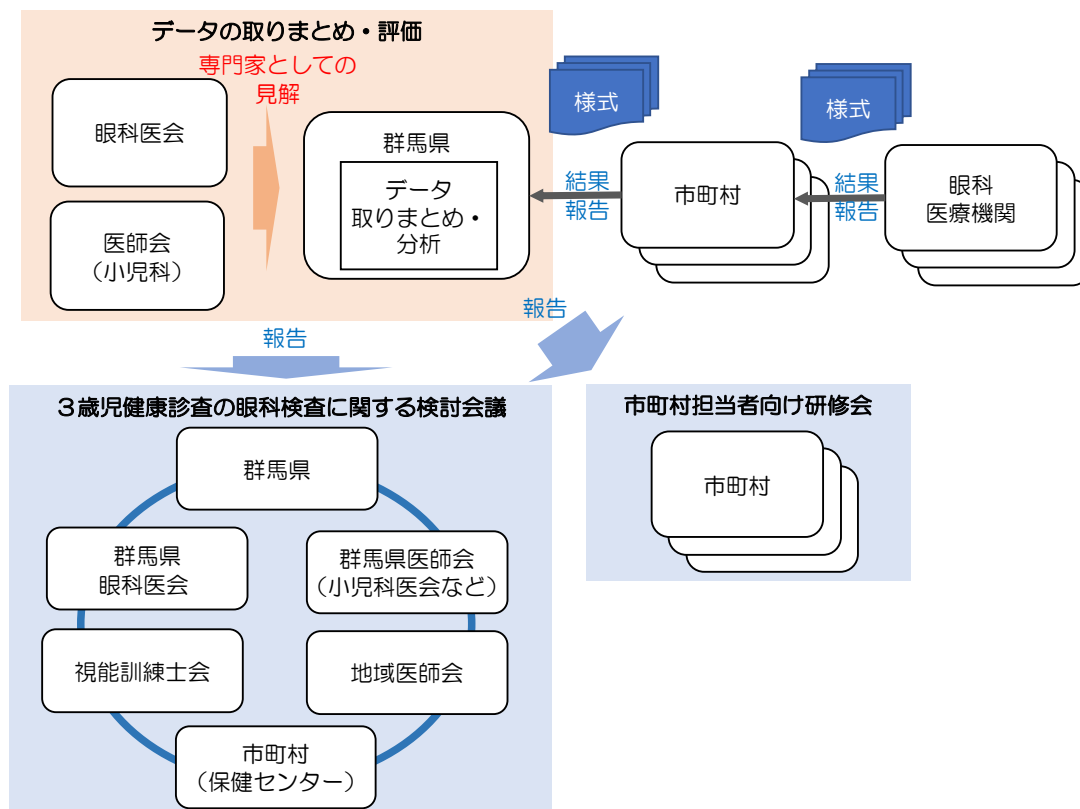 データの取りまとめ・評価
専門家としての
見解
眼科医会
医師会
（小児科）
群馬県
データ
取りまとめ・
分析
様式
結果
報告
市町村
様式
結果
報告
眼科
医療機関
報告
報告
３歳児健康診査の眼科検査に関する検討会議
群馬県
群馬県
眼科医会
群馬県医師会
（小児科医会など）
視能訓練士会
地域医師会
市町村
（保健センター）
市町村担当者向け研修会
市町村